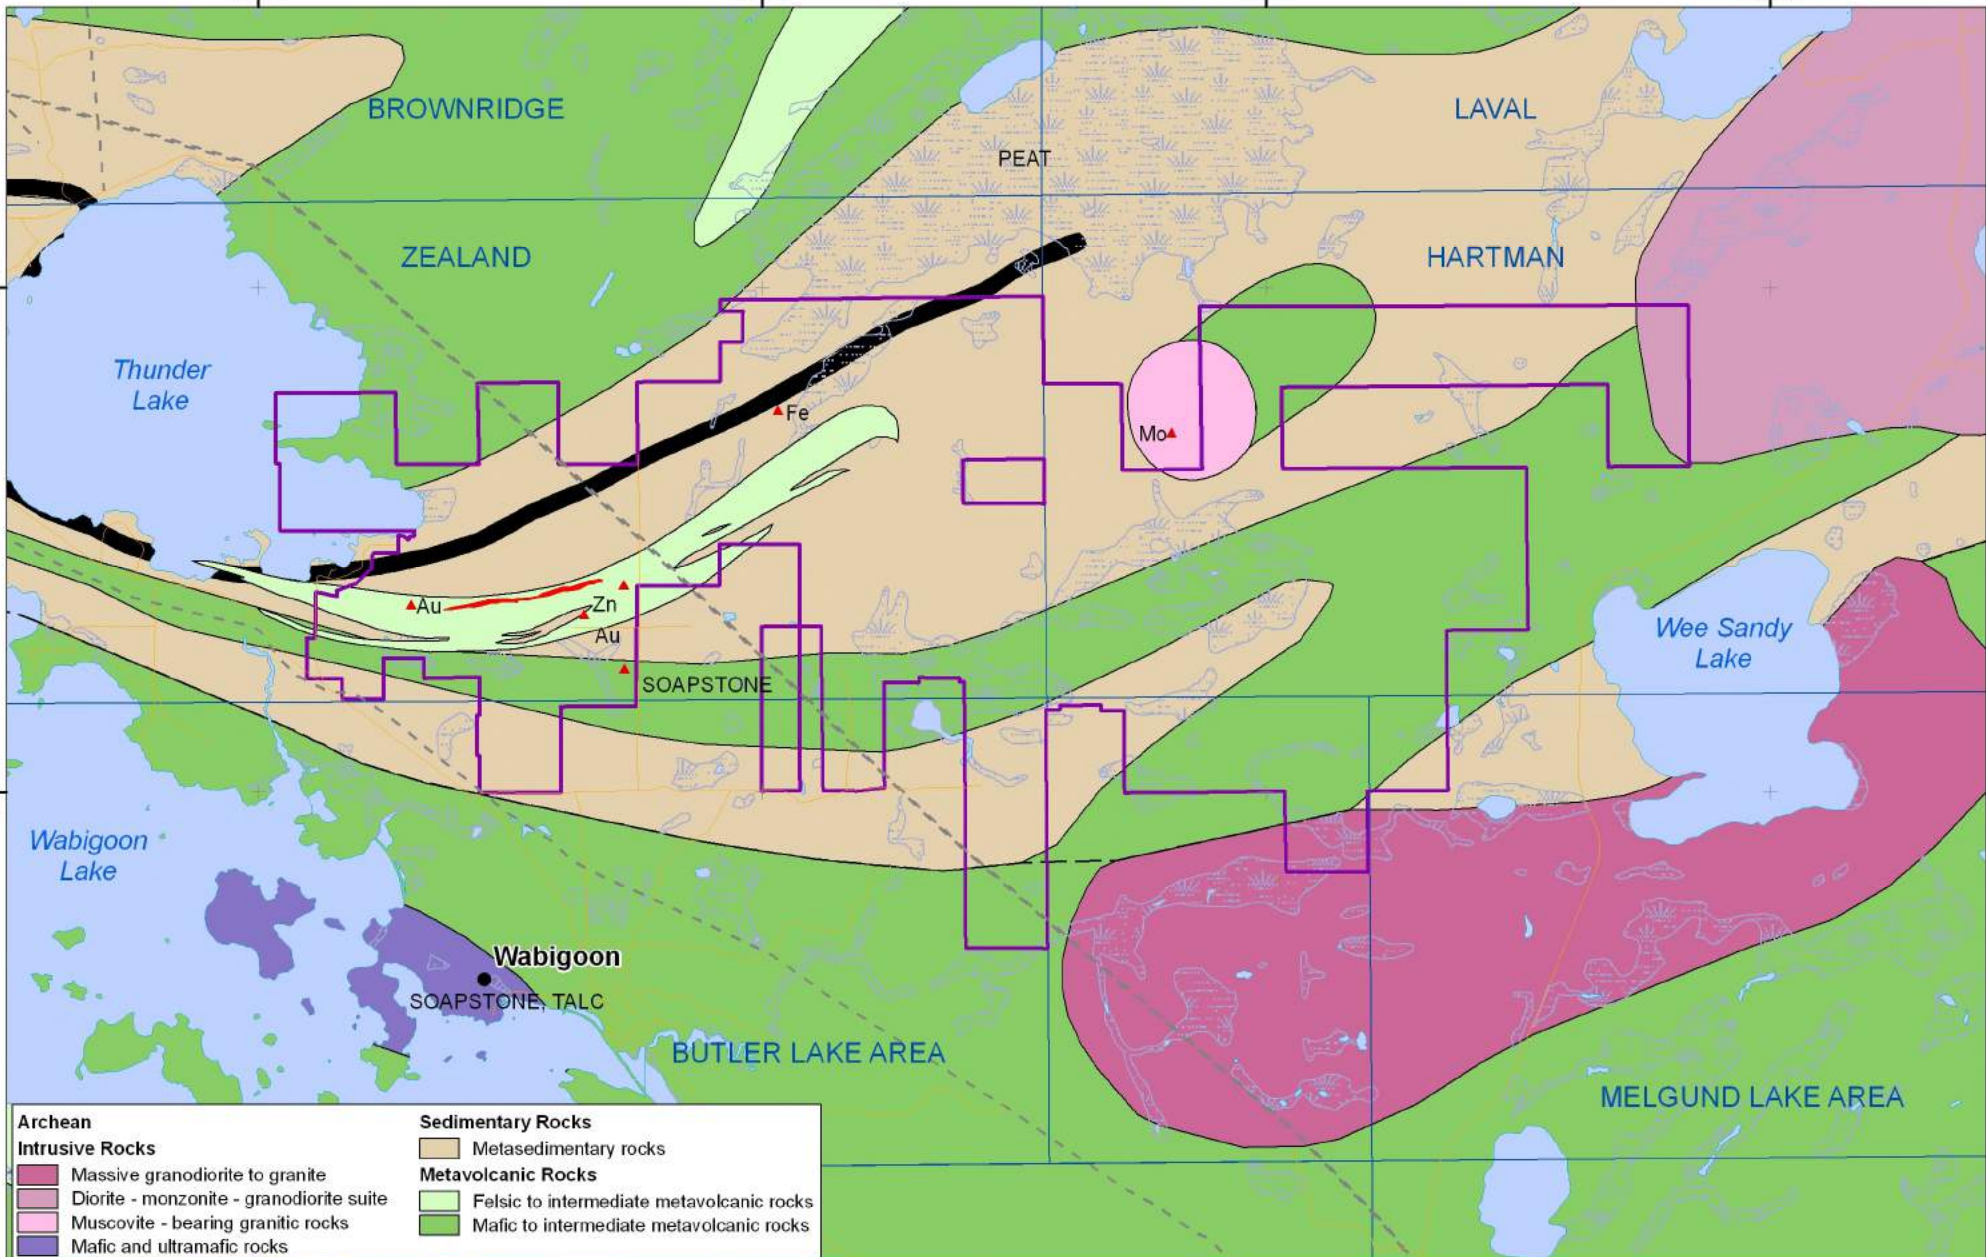 BROWNRIDGE
LAVAL
PEAT
ZEALAND
HARTMAN
Thunder
Lake
Fe
Mo
Au
Zn
Au
Wee Sandy
Lake
SOAPSTONE
Wabigoon
Lake
Wabigoon
SOAPSTONE, TALC
BUTLER LAKE AREA
MELGUND LAKE AREA
Archean
Intrusive Rocks
Massive granodiorite to granite
Diorite - monzonite - granodiorite suite
Muscovite - bearing granitic rocks
Mafic and ultramafic rocks
Sedimentary Rocks
Metasedimentary rocks
Metavolcanic Rocks
Felsic to intermediate metavolcanic rocks
Mafic to intermediate metavolcanic rocks